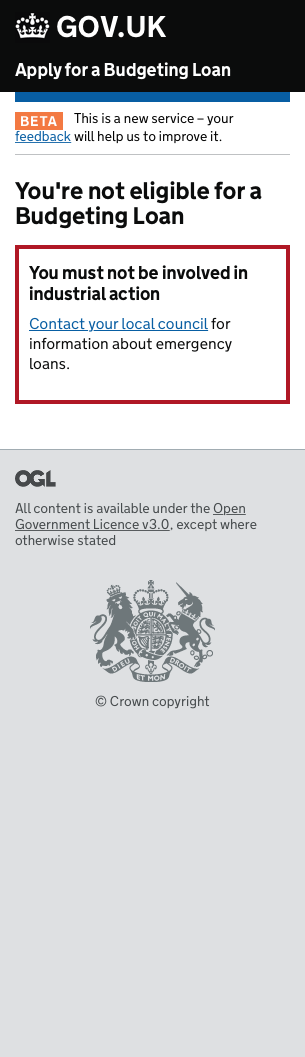 GOV.UK
Apply for a Budgeting Loan
BETA This is a new service – your
feedback will help us to improve it.
You're not eligible for a
Budgeting Loan
You must not be involved in
industrial action
Contact your local council for
information about emergency
loans.
OGL
All content is available under the Open
Government Licence v3.0, except where
otherwise stated
DIEU ET MON DROIT
© Crown copyright